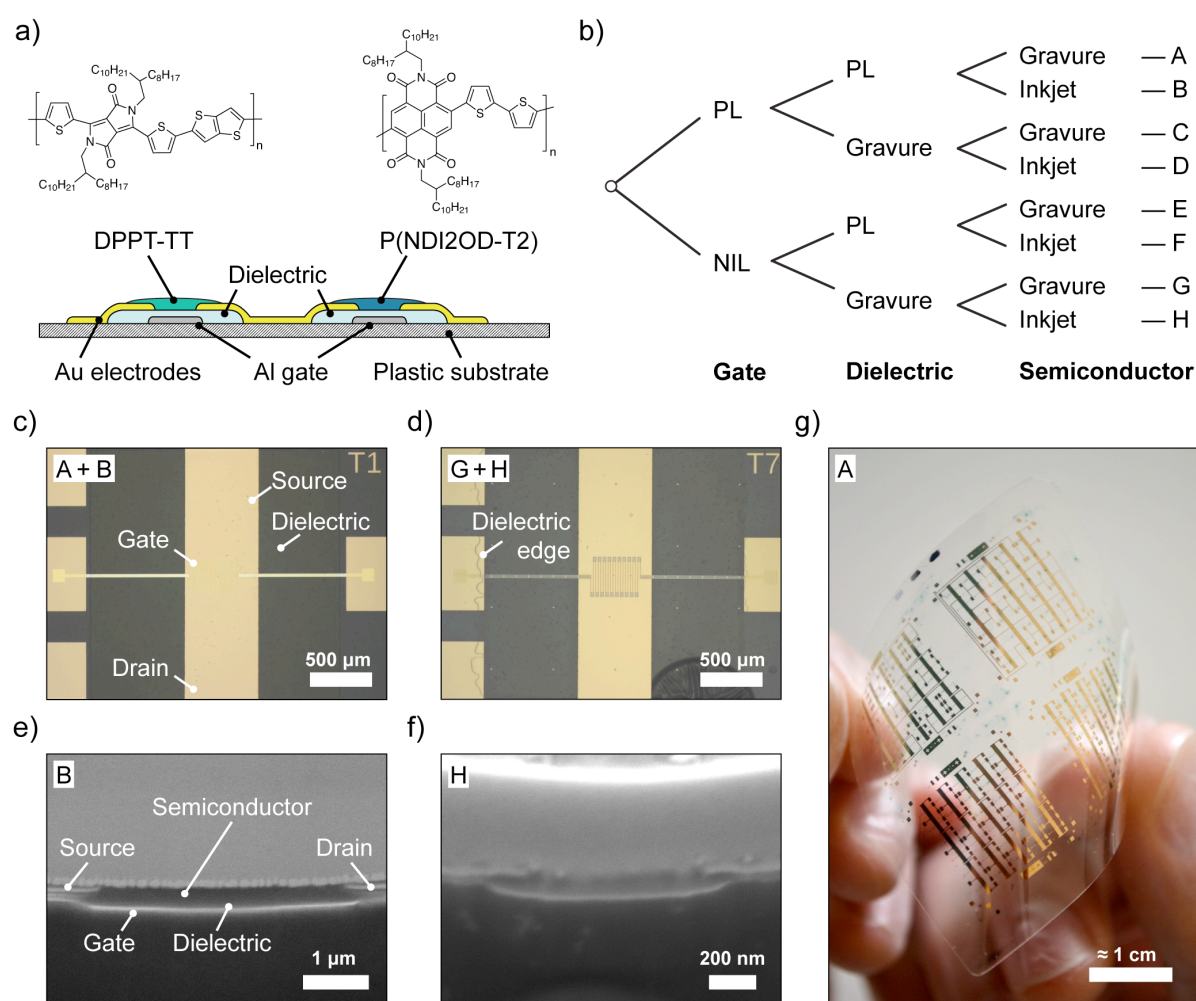 a)
C10H21
C8H17
N
O
S
S
S
S
n
O
N
C10H21
C8H17
C10H21
C8H17
O
N
O
S
S
n
O
N
O
C8H17
C10H21
DPPT-TT
P(NDI2OD-T2)
Dielectric
Au electrodes
Al gate
Plastic substrate
b)
PL
Gravure
A
Inkjet
B
PL
Gravure
Gravure
C
Inkjet
D
NIL
PL
Gravure
E
Inkjet
F
Gravure
Gravure
G
Inkjet
H
Gate
Dielectric
Semiconductor
c)
A + B
T1
Source
Dielectric
Gate
Drain
500 µm
d)
G + H
T7
Dielectric
edge
500 µm
e)
B
Semiconductor
Source
Drain
Gate
Dielectric
1 µm
f)
H
200 nm
g)
A
≈ 1 cm